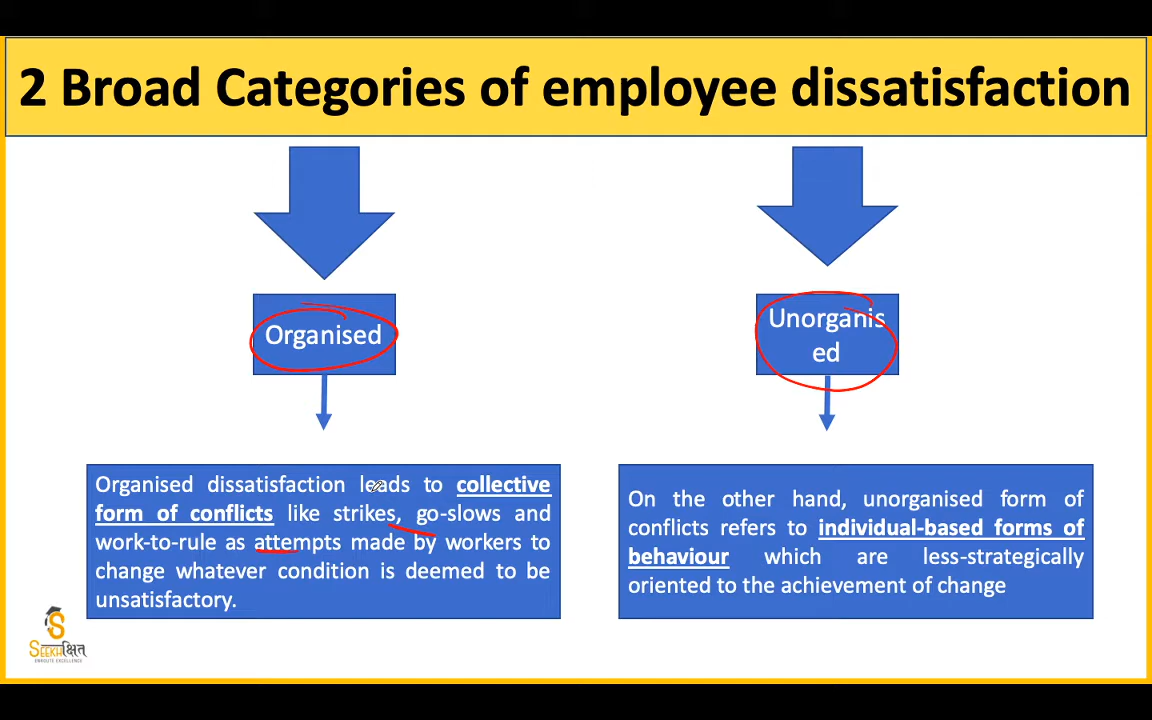 2 Broad Categories of employee dissatisfaction
Organised
Unorganis
ed
Organised dissatisfaction leads to collective
form of conflicts like strikes, go-slows and
work-to-rule as attempts made by workers to
change whatever condition is deemed to be
unsatisfactory.
On the other hand, unorganised form of
conflicts refers to individual-based forms of
behaviour which are less-strategically
oriented to the achievement of change
S
SEEKHक्षित
ENROUTE EXCELLENCE